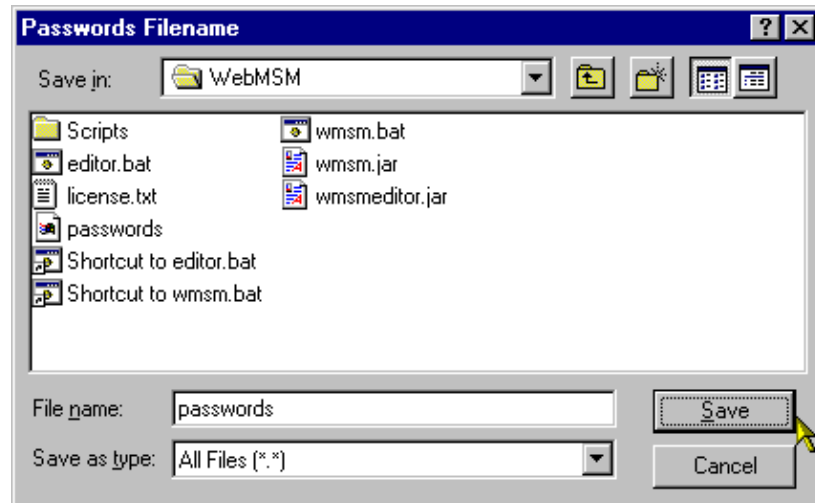 Passwords Filename
Save in: WebMSM
Scripts
editor.bat
license.txt
passwords
Shortcut to editor.bat
Shortcut to wmsm.bat
wmsm.bat
wmsm.jar
wmsmeditor.jar
File name: passwords Save
Save as type: All Files (*.*) Cancel